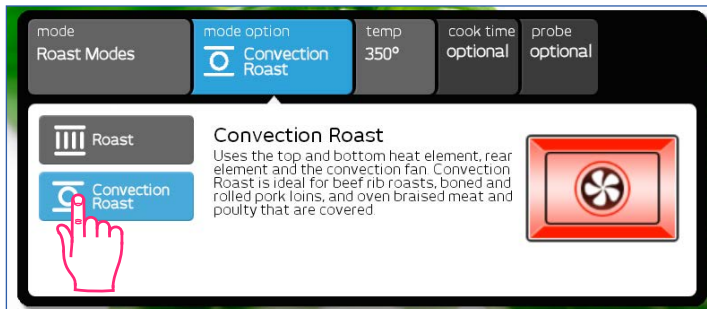 mode
Roast Modes
mode option
Convection
Roast
temp
350°
cook time
optional
probe
optional
Roast
Convection
Roast
Convection Roast
Uses the top and bottom heat element, rear
element and the convection fan. Convection
Roast is ideal for beef rib roasts, boned and
rolled pork loins, and oven braised meat and
poulty that are covered.